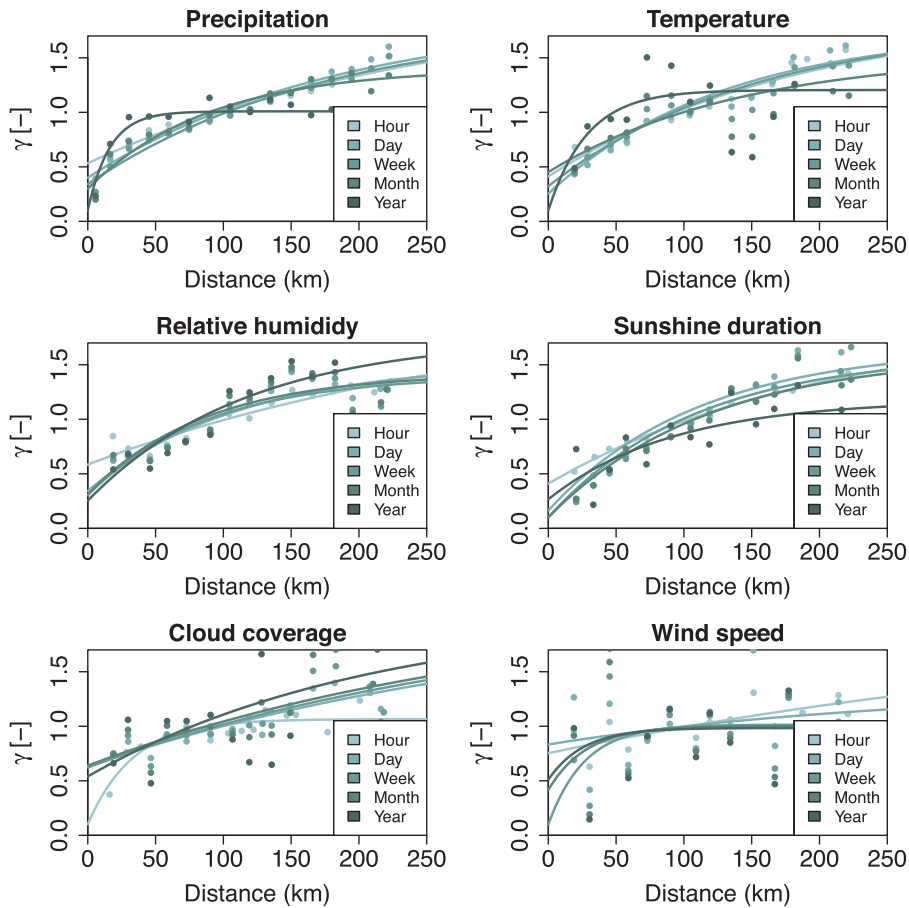 Precipitation
γ [−]
0.0 0.5 1.0 1.5
Hour
Day
Week
Month
Year
0 50 100 150 200 250
Distance (km)
Temperature
γ [−]
0.0 0.5 1.0 1.5
Hour
Day
Week
Month
Year
0 50 100 150 200 250
Distance (km)
Relative humididy
γ [−]
0.0 0.5 1.0 1.5
Hour
Day
Week
Month
Year
0 50 100 150 200 250
Distance (km)
Sunshine duration
γ [−]
0.0 0.5 1.0 1.5
Hour
Day
Week
Month
Year
0 50 100 150 200 250
Distance (km)
Cloud coverage
γ [−]
0.0 0.5 1.0 1.5
Hour
Day
Week
Month
Year
0 50 100 150 200 250
Distance (km)
Wind speed
γ [−]
0.0 0.5 1.0 1.5
Hour
Day
Week
Month
Year
0 50 100 150 200 250
Distance (km)